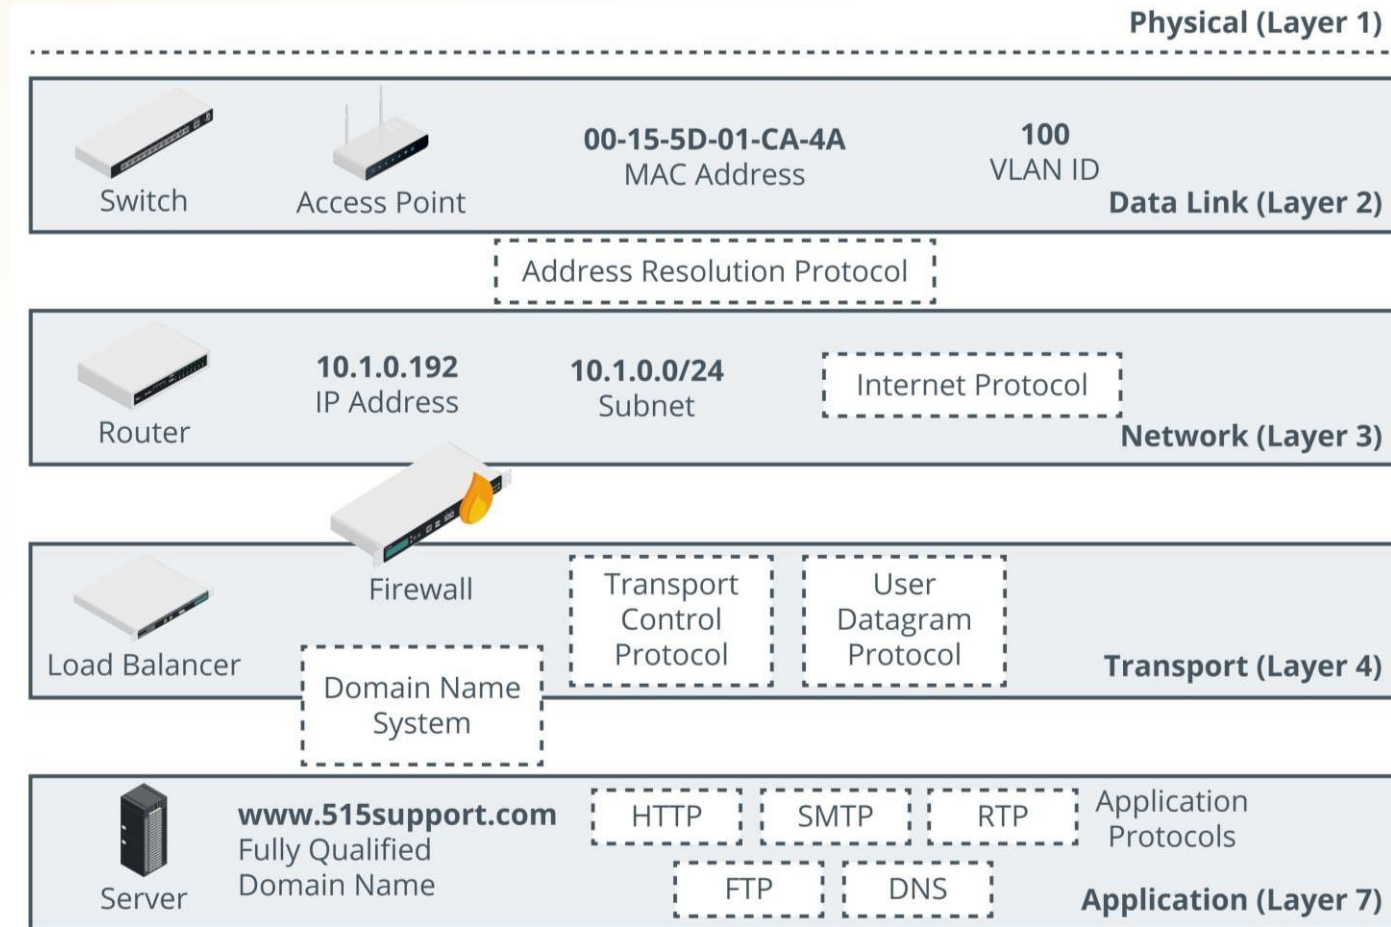 Physical (Layer 1)
Switch
Access Point
00-15-5D-01-CA-4A
MAC Address
100
VLAN ID
Data Link (Layer 2)
Address Resolution Protocol
Router
10.1.0.192
IP Address
10.1.0.0/24
Subnet
Internet Protocol
Network (Layer 3)
Load Balancer
Firewall
Transport
Control
Protocol
User
Datagram
Protocol
Transport (Layer 4)
Domain Name
System
Server
www.515support.com
Fully Qualified
Domain Name
HTTP
SMTP
RTP
Application
Protocols
FTP
DNS
Application (Layer 7)